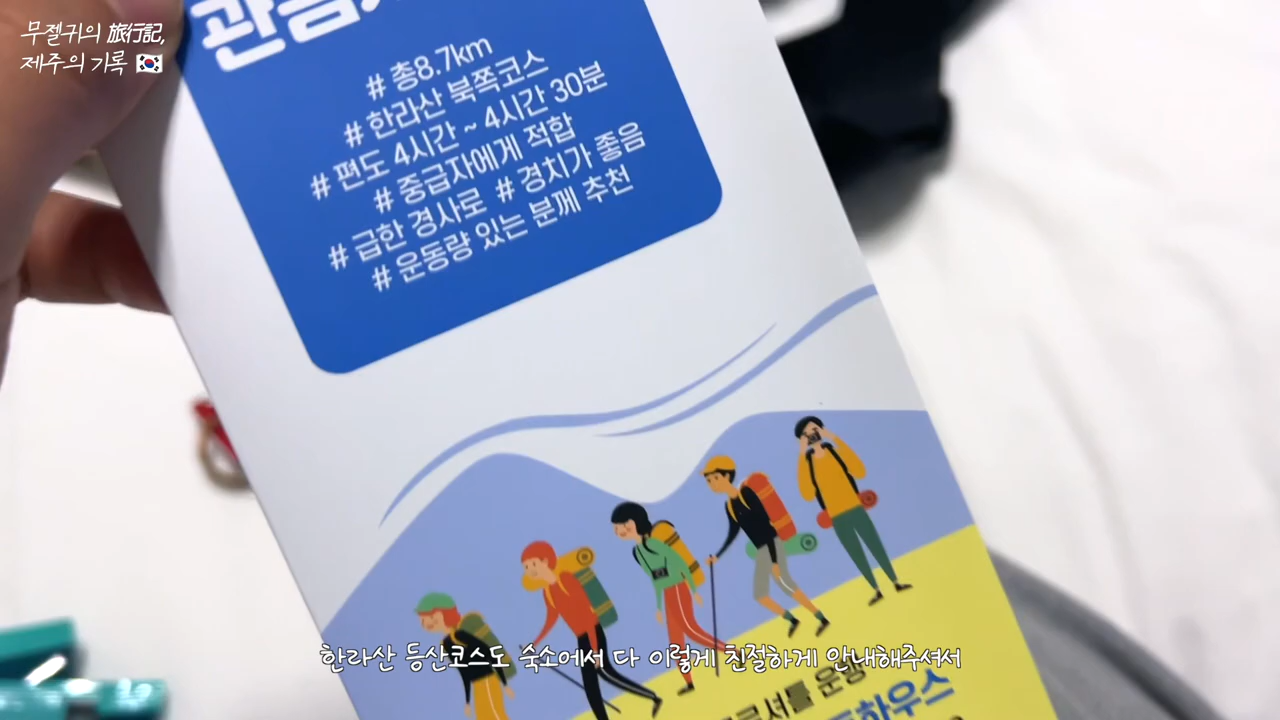 무젤귀의 旅行記,
제주의 기록 🇰🇷
# 총8.7km
# 한라산 북쪽코스
# 편도 4시간 ~ 4시간 30분
# 중급자에게 적합
# 급한 경사로 # 경치가 좋음
# 운동량 있는 분께 추천
한라산 등산코스도 숙소에서 다 이렇게 친절하게 안내해주셔서